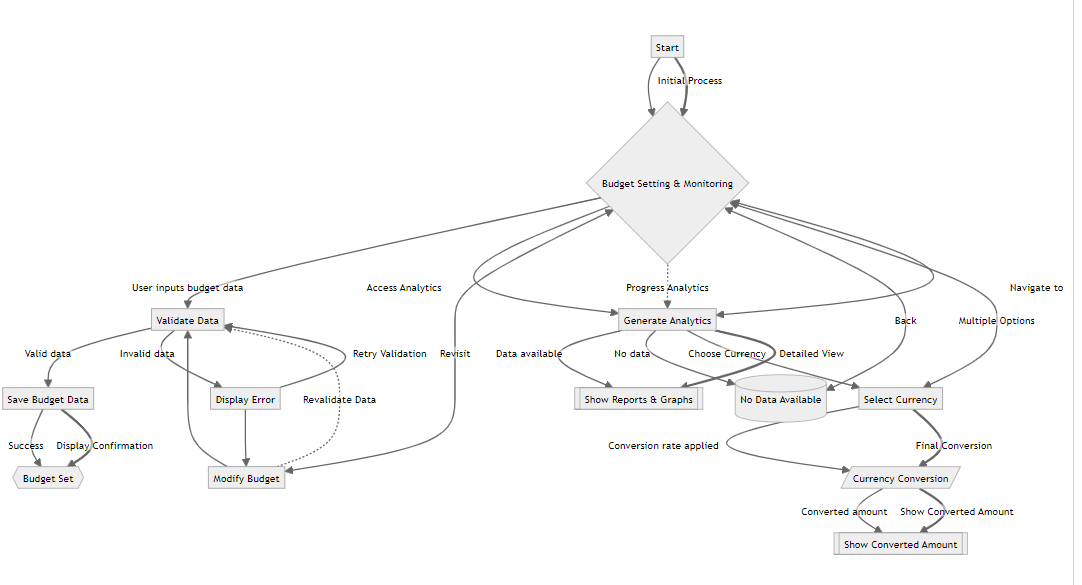 Start
Initial Process
Budget Setting & Monitoring
User inputs budget data
Access Analytics
Progress Analytics
Navigate to
Validate Data
Generate Analytics
Back
Multiple Options
Valid data
Invalid data
Retry Validation
Revisit
Data available
No data
Choose Currency
Detailed View
Save Budget Data
Display Error
Revalidate Data
Show Reports & Graphs
No Data Available
Select Currency
Success
Display Confirmation
Conversion rate applied
Final Conversion
Budget Set
Modify Budget
Currency Conversion
Converted amount
Show Converted Amount
Show Converted Amount